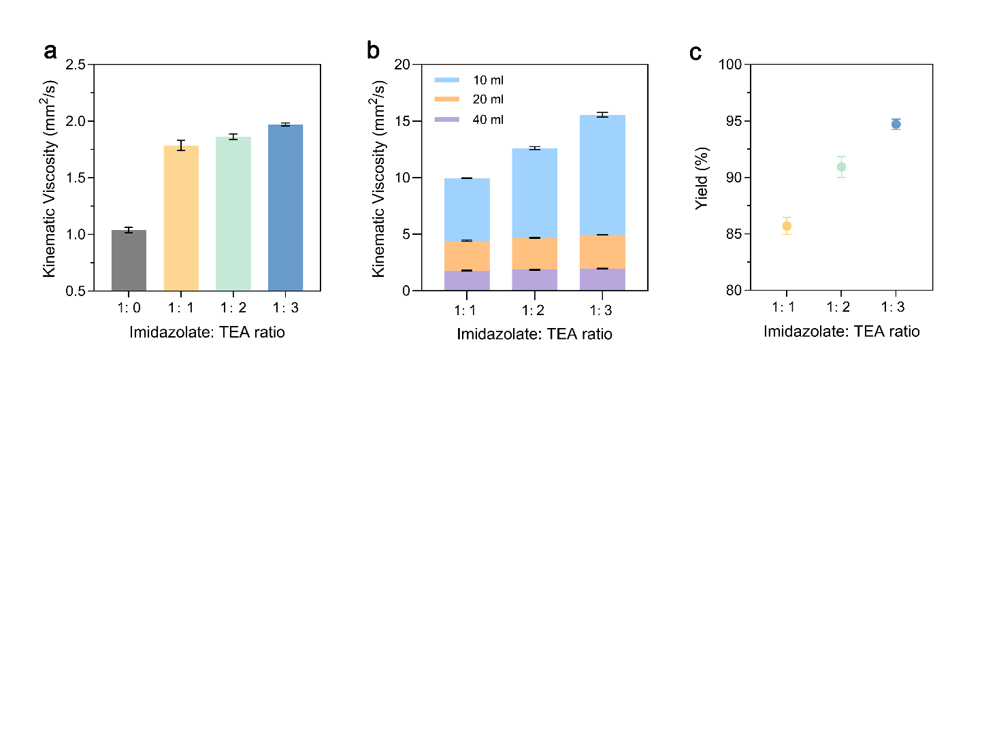 a
2.5
2.0
1.5
1.0
0.5
Kinematic Viscosity (mm²/s)
1: 0 1: 1 1: 2 1: 3
Imidazolate: TEA ratio
b
20
15
10
5
0
Kinematic Viscosity (mm²/s)
10 ml
20 ml
40 ml
1: 1 1: 2 1: 3
Imidazolate: TEA ratio
c
100
95
90
85
80
Yield (%)
1: 1 1: 2 1: 3
Imidazolate: TEA ratio